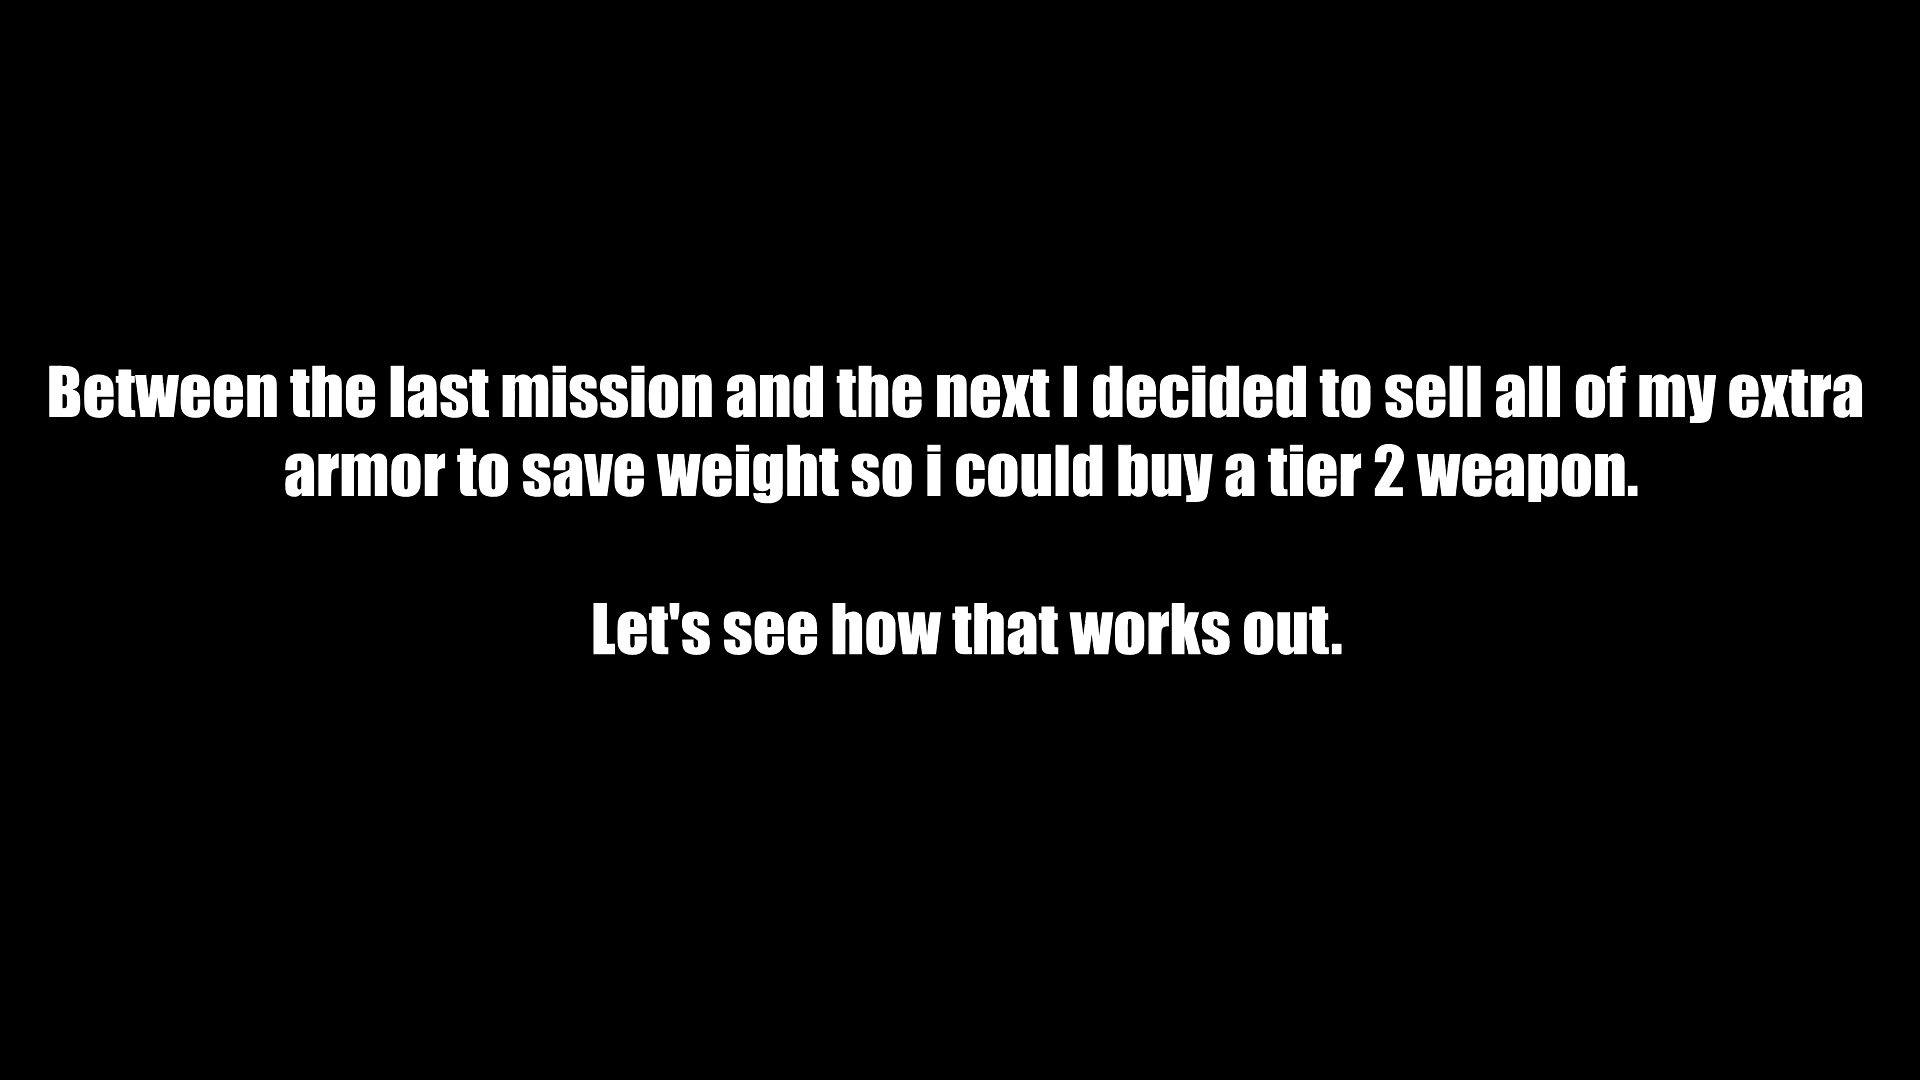 Between the last mission and the next I decided to sell all of my extra
armor to save weight so i could buy a tier 2 weapon.
Let's see how that works out.